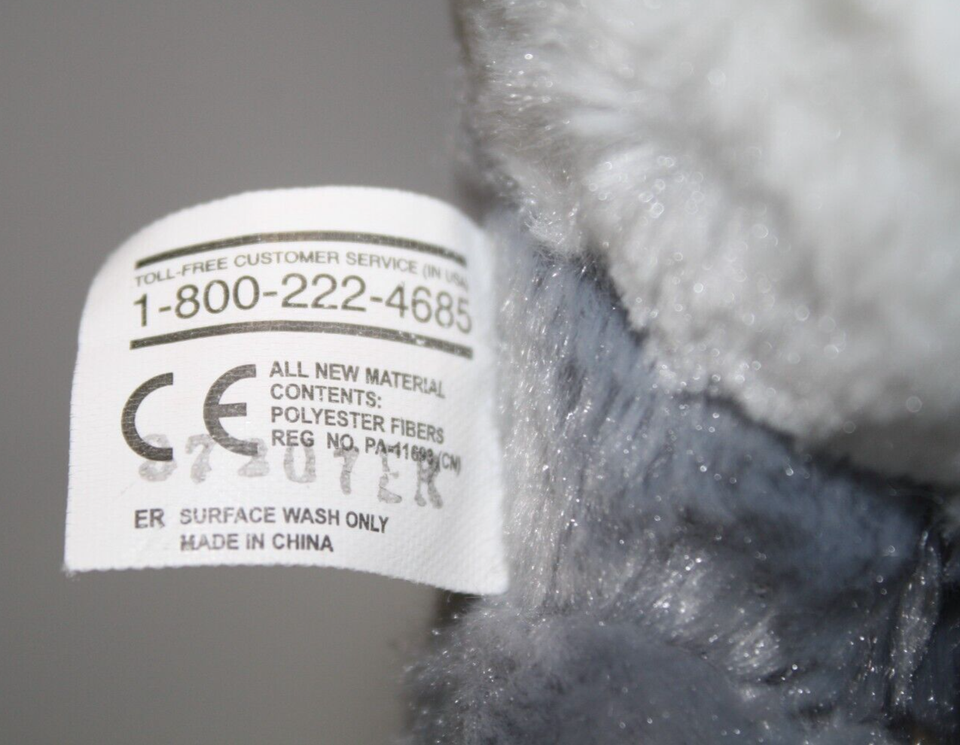 TOLL-FREE CUSTOMER SERVICE (IN USA)
1-800-222-4685
CE
ALL NEW MATERIAL
CONTENTS:
POLYESTER FIBERS
REG NO. (CN)
ER SURFACE WASH ONLY
MADE IN CHINA